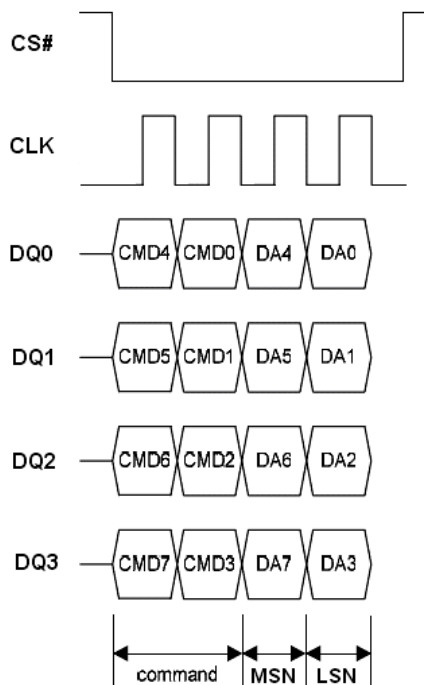 CS#
CLK
DQ0 CMD4 CMD0 DA4 DA0
DQ1 CMD5 CMD1 DA5 DA1
DQ2 CMD6 CMD2 DA6 DA2
DQ3 CMD7 CMD3 DA7 DA3
command MSN LSN